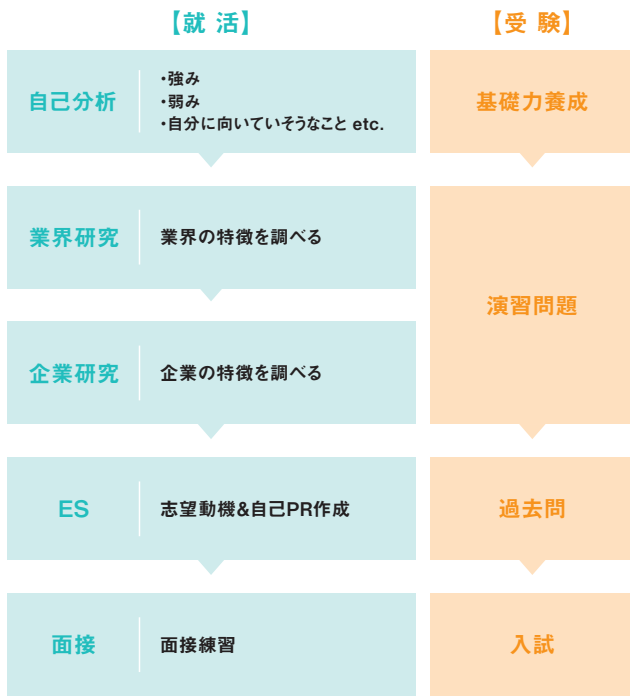 【就 活】
【受 験】
自己分析
・強み
・弱み
・自分に向いていそうなこと etc.
基礎力養成
業界研究
業界の特徴を調べる
演習問題
企業研究
企業の特徴を調べる
ES
志望動機&自己PR作成
過去問
面接
面接練習
入試